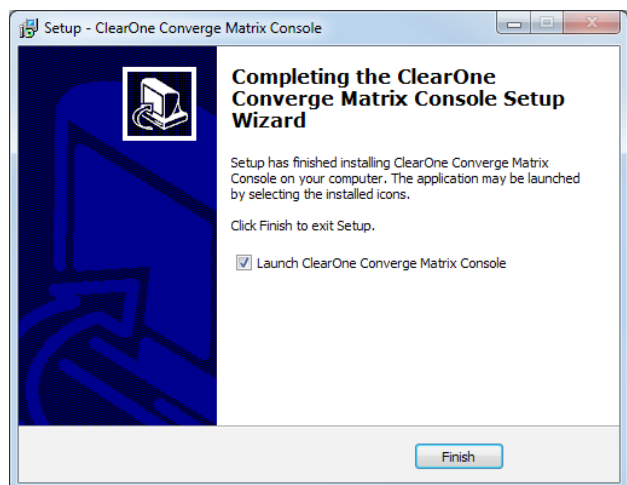 Setup - ClearOne Converge Matrix Console
Completing the ClearOne
Converge Matrix Console Setup
Wizard
Setup has finished installing ClearOne Converge Matrix
Console on your computer. The application may be launched
by selecting the installed icons.
Click Finish to exit Setup.
Launch ClearOne Converge Matrix Console
Finish